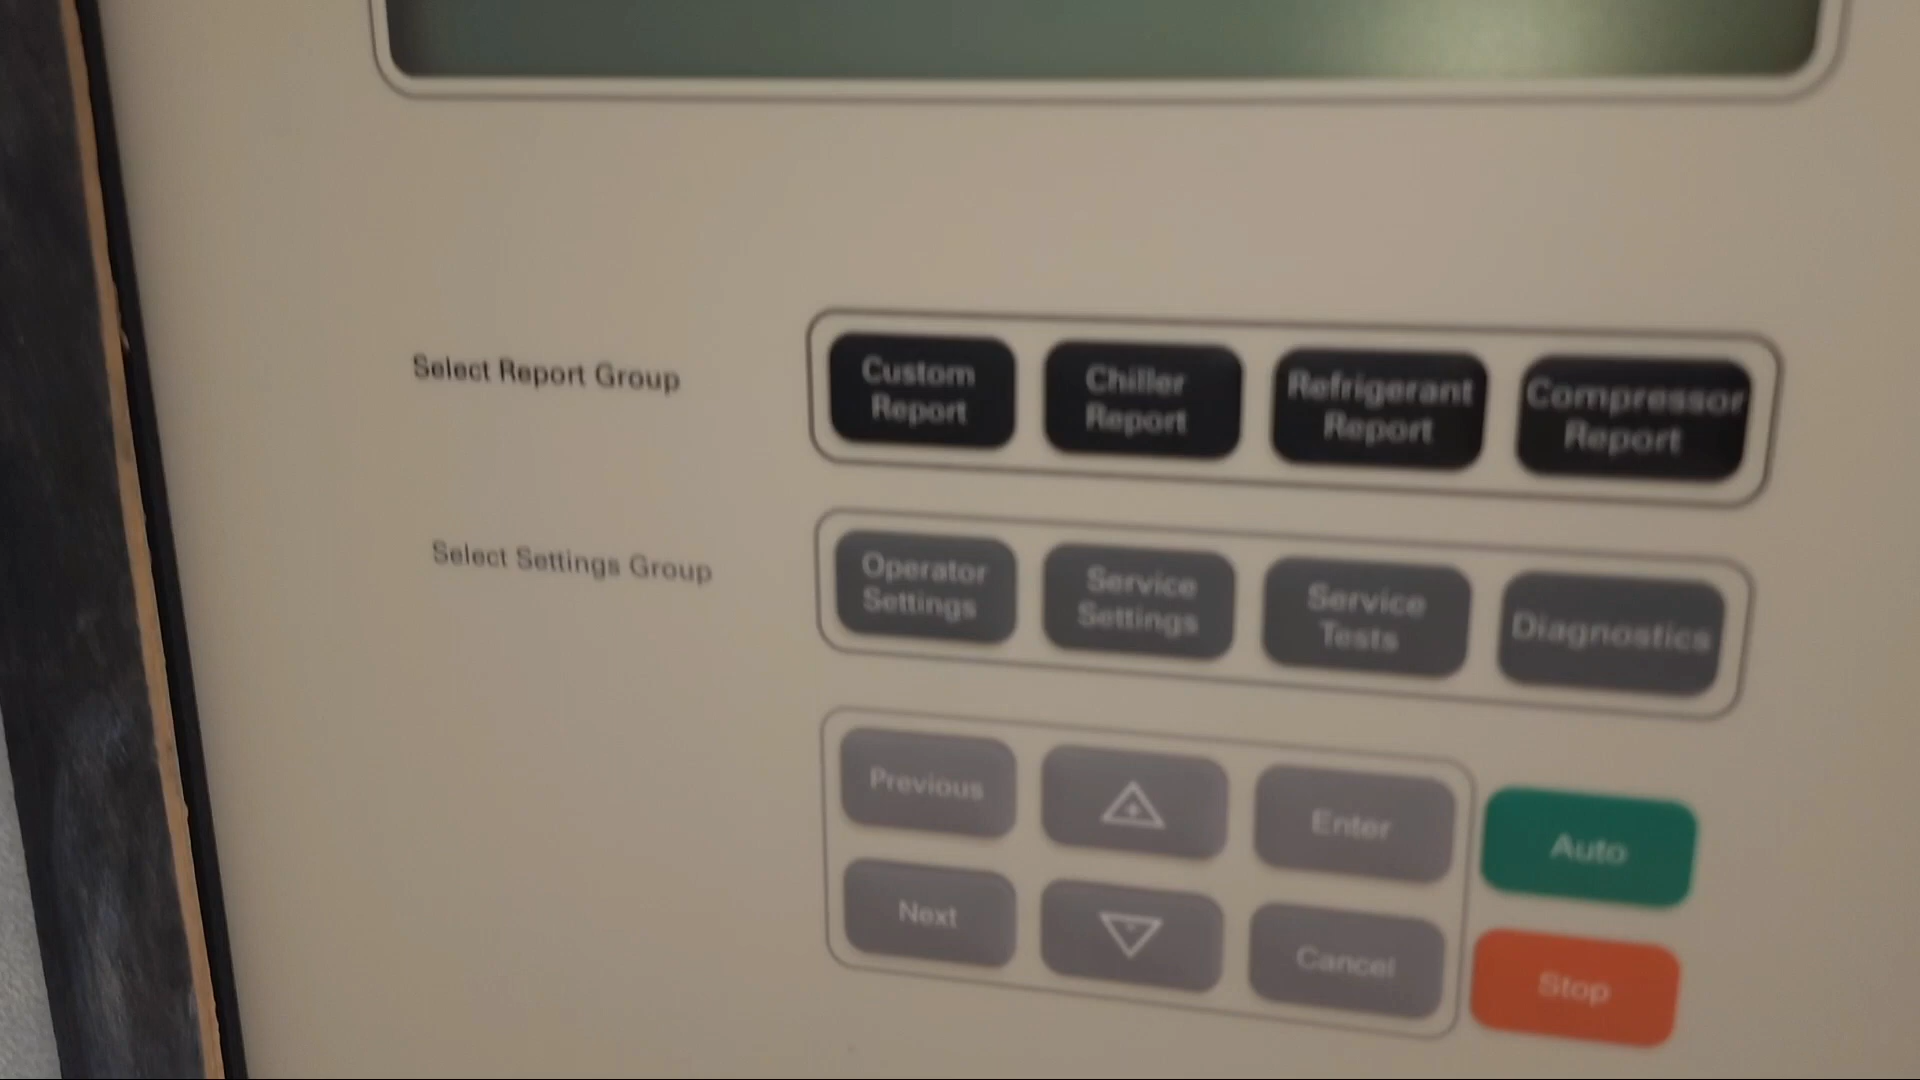 Select Report Group
Custom
Report
Chiller
Report
Refrigerant
Report
Compressor
Report
Select Settings Group
Operator
Settings
Service
Settings
Service
Tests
Diagnostics
Previous
+
Enter
Auto
Next
-
Cancel
Stop